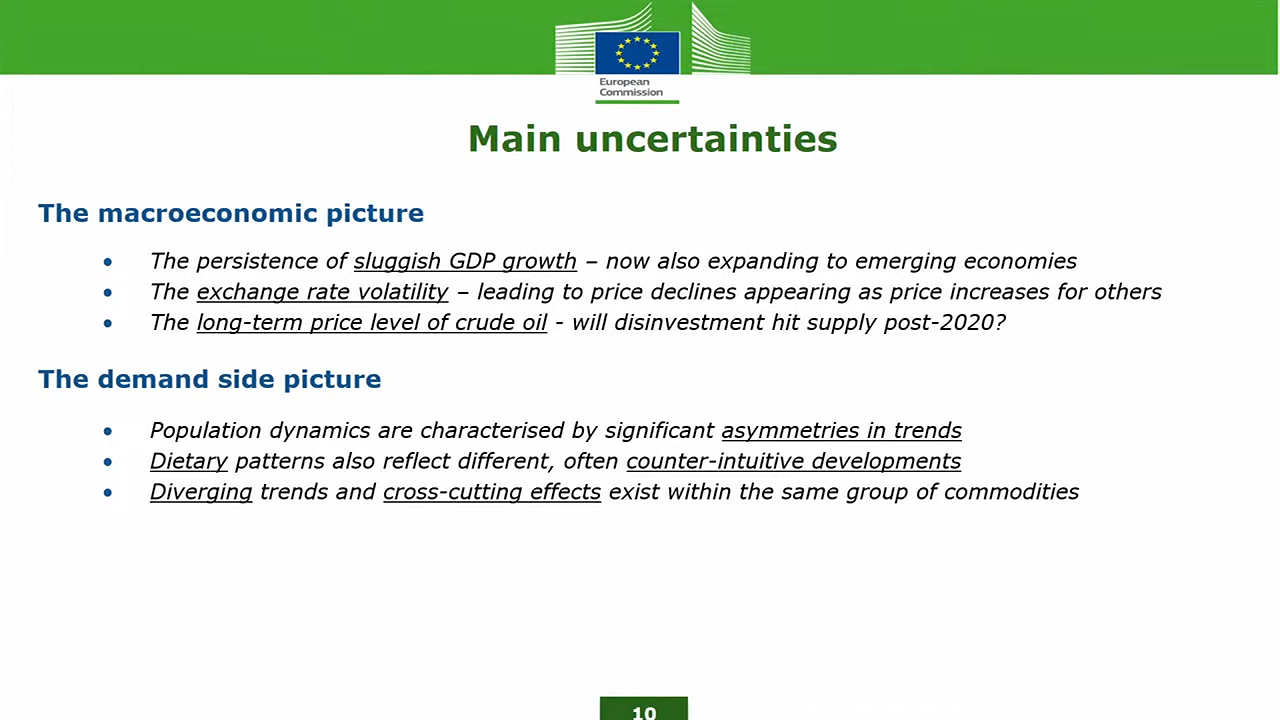 European
Commission
Main uncertainties
The macroeconomic picture
• The persistence of sluggish GDP growth – now also expanding to emerging economies
• The exchange rate volatility – leading to price declines appearing as price increases for others
• The long-term price level of crude oil - will disinvestment hit supply post-2020?
The demand side picture
• Population dynamics are characterised by significant asymmetries in trends
• Dietary patterns also reflect different, often counter-intuitive developments
• Diverging trends and cross-cutting effects exist within the same group of commodities
10